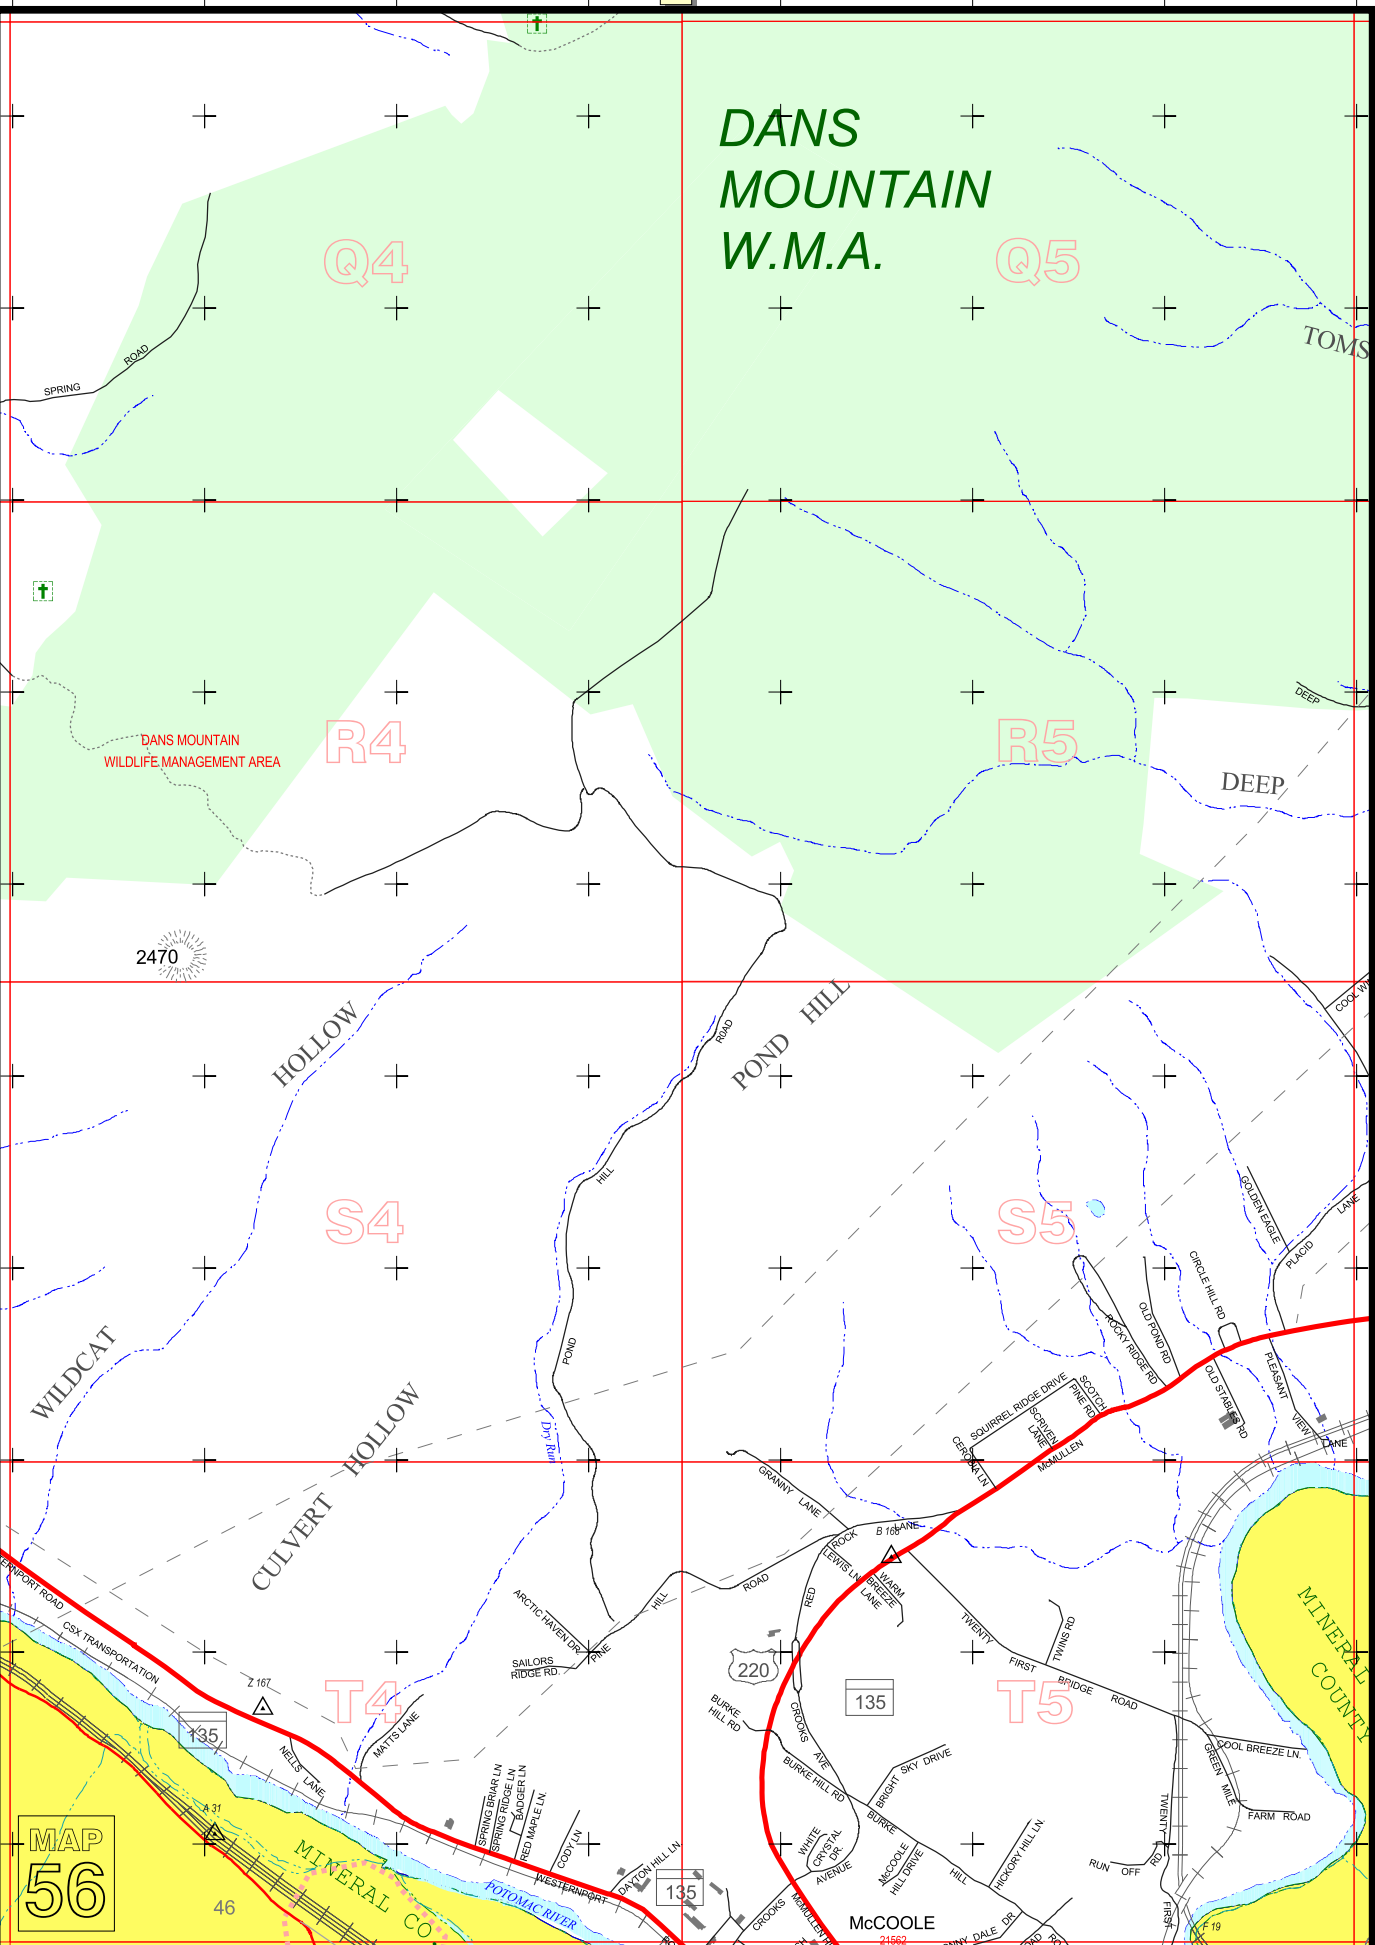 DANS
MOUNTAIN
W.M.A.
Q4
Q5
TOMS
SPRING
ROAD
DANS MOUNTAIN
WILDLIFE MANAGEMENT AREA
R4
R5
DEEP
DEEP
2470
HOLLOW
POND HILL
ROAD
HILL
POND
S4
S5
WILDCAT
CULVERT HOLLOW
Dry Run
GOLDEN EAGLE
PLACID
LANE
CIRCLE HILL RD
OLD POND RD
ROCKY RIDGE RD
OLD STABLES RD
PLEASANT
VIEW
LANE
SQUIRREL RIDGE DRIVE
SCOTCH
PINE RD
SCRIVEN
LANE
McMULLEN
GRANNY LANE
ROCK
LANE
B 168
LEWIS LN
WARM
BREEZE
LANE
RED
ROAD
HILL
PINE
ARCTIC HAVEN DR
SAILORS
RIDGE RD.
TWENTY
FIRST
BRIDGE
ROAD
TWINS RD
MINERAL
COUNTY
CSX TRANSPORTATION
Z 167
135
T4
T5
220
135
MATTS LANE
NELLS LANE
BURKE
HILL RD
CROOKS
AVE
BURKE HILL RD
BRIGHT SKY DRIVE
COOL BREEZE LN.
GREEN
MILE
FARM ROAD
A 31
MAP
56
46
MINERAL CO
SPRING BRIAR LN
SPRING RIDGE LN
BADGER LN
RED MAPLE LN.
CODY LN
DAYTON HILL LN.
WESTERNPORT
POTOMAC RIVER
135
WHITE
CRYSTAL
DR.
AVENUE
CROOKS
BURKE
HILL
McCOOLE
HILL DRIVE
HICKORY HILL LN.
RUN OFF RD
TWENTY
FIRST
McCOOLE
21562
F 19